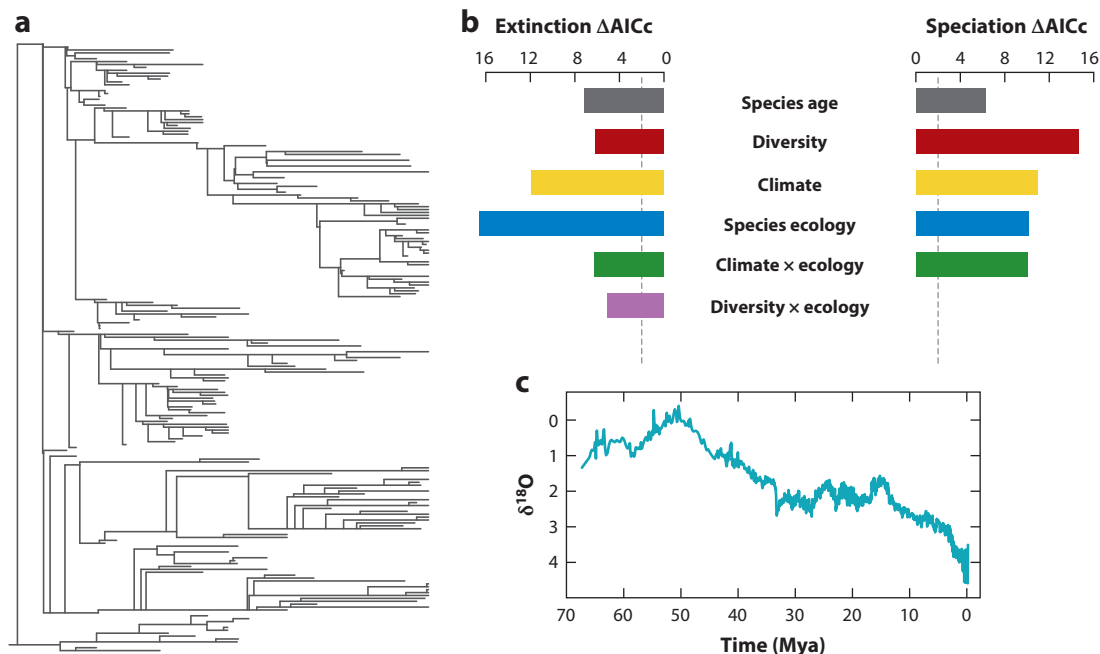 a
b
Extinction ΔAICc
Speciation ΔAICc
16 12 8 4 0
0 4 8 12 16
Species age
Diversity
Climate
Species ecology
Climate × ecology
Diversity × ecology
c
0
1
2
3
4
δ¹⁸O
70 60 50 40 30 20 10 0
Time (Mya)